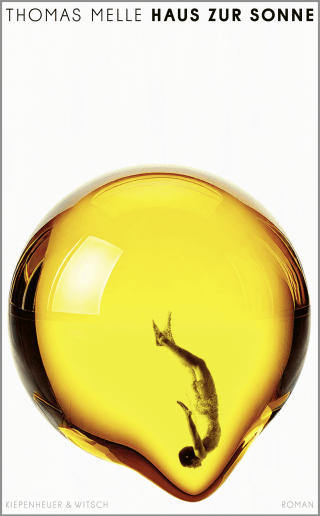 THOMAS MELLE HAUS ZUR SONNE
KIEPENHEUER & WITSCH ROMAN